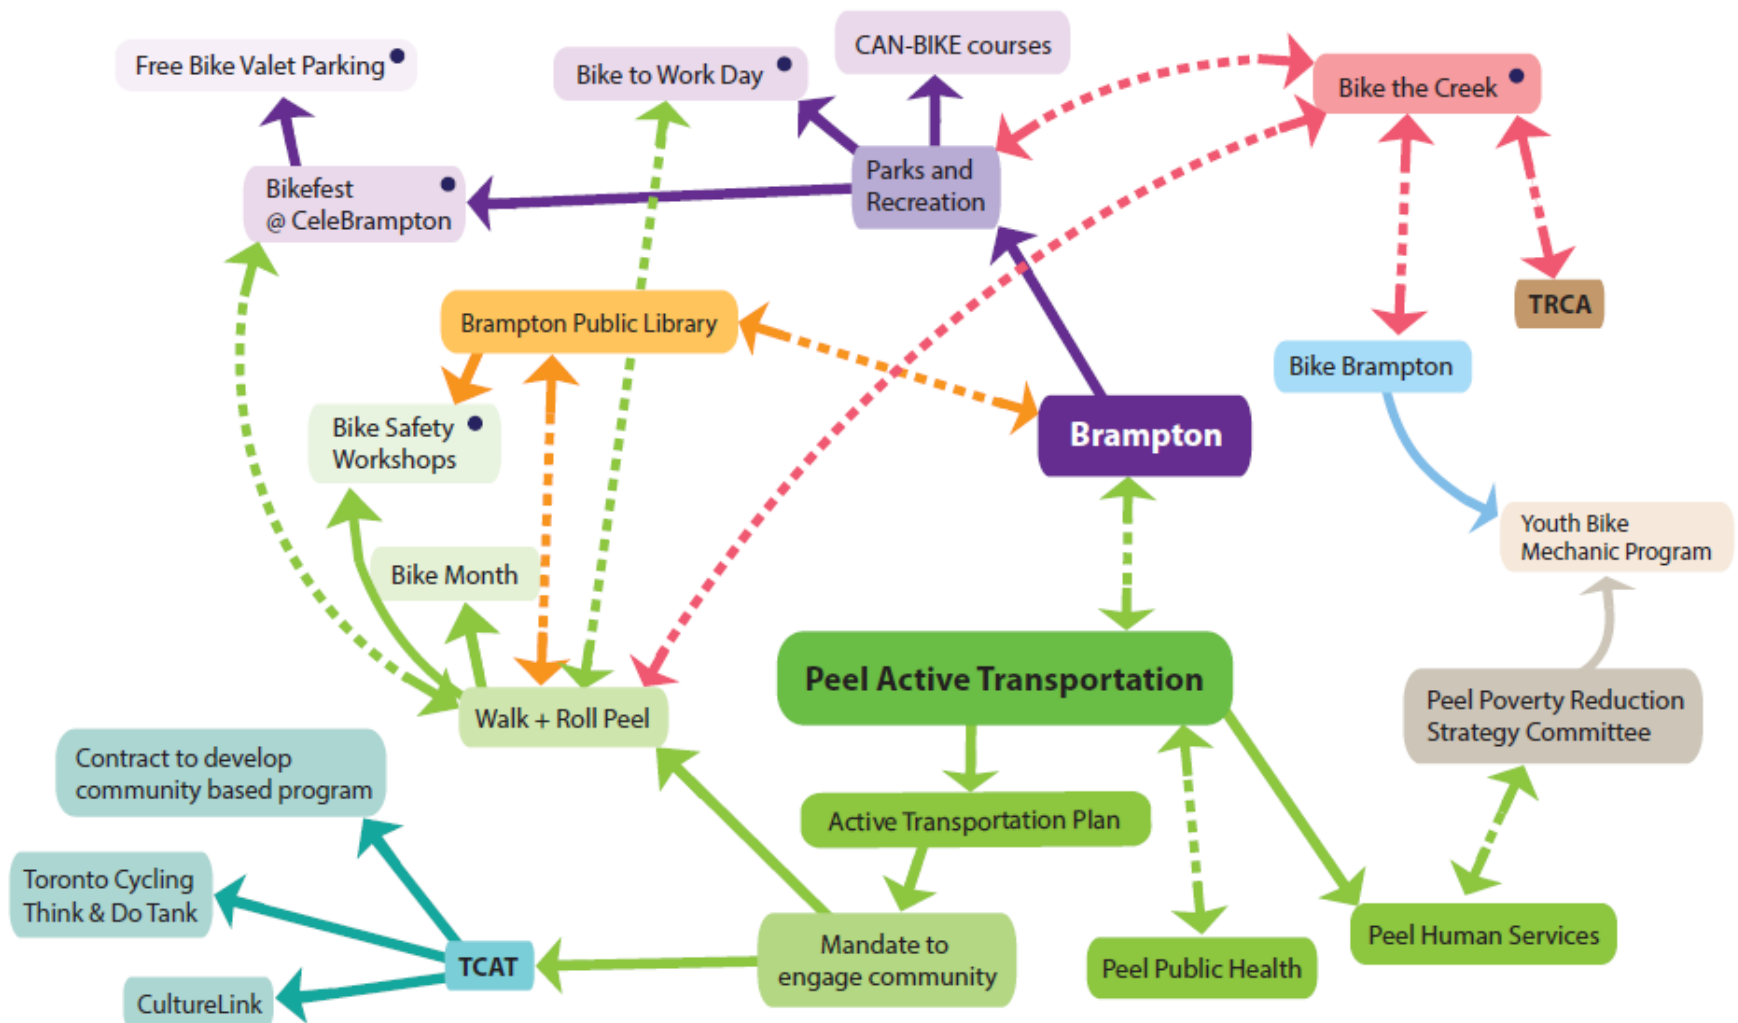 CAN-BIKE courses
Free Bike Valet Parking
Bike to Work Day
Bike the Creek
Parks and
Recreation
Bikefest
@ CeleBrampton
TRCA
Brampton Public Library
Bike Brampton
Bike Safety
Workshops
Brampton
Youth Bike
Mechanic Program
Bike Month
Peel Active Transportation
Peel Poverty Reduction
Strategy Committee
Walk + Roll Peel
Contract to develop
community based program
Active Transportation Plan
Toronto Cycling
Think & Do Tank
Mandate to
engage community
Peel Human Services
TCAT
Peel Public Health
CultureLink